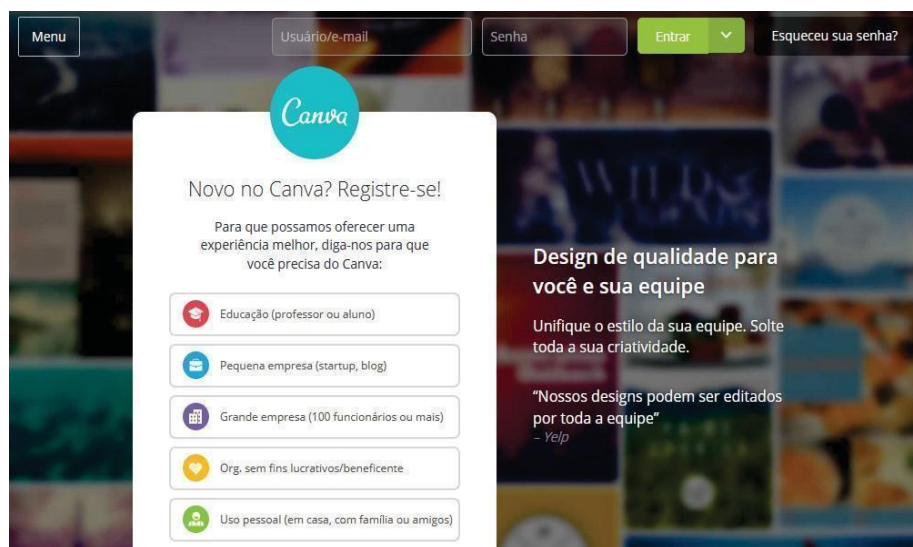 Menu
Usuário/e-mail
Senha
Entrar
Esqueceu sua senha?
Canva
Novo no Canva? Registre-se!
Para que possamos oferecer uma
experiência melhor, diga-nos para que
você precisa do Canva:
Educação (professor ou aluno)
Pequena empresa (startup, blog)
Grande empresa (100 funcionários ou mais)
Org. sem fins lucrativos/beneficente
Uso pessoal (em casa, com família ou amigos)
Design de qualidade para
você e sua equipe
Unifique o estilo da sua equipe. Solte
toda a sua criatividade.
“Nossos designs podem ser editados
por toda a equipe”
– Yelp
WILD